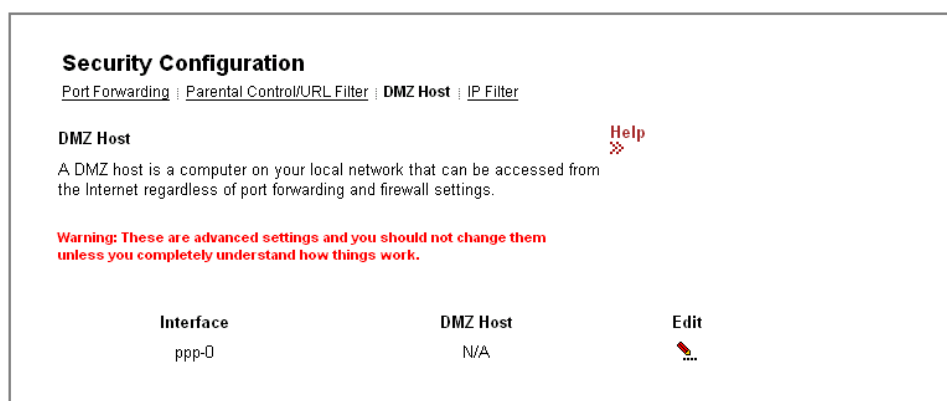 Security Configuration
Port Forwarding | Parental Control/URL Filter | DMZ Host | IP Filter
DMZ Host
Help
A DMZ host is a computer on your local network that can be accessed from
the Internet regardless of port forwarding and firewall settings.
Warning: These are advanced settings and you should not change them
unless you completely understand how things work.
Interface DMZ Host Edit
ppp-0 N/A